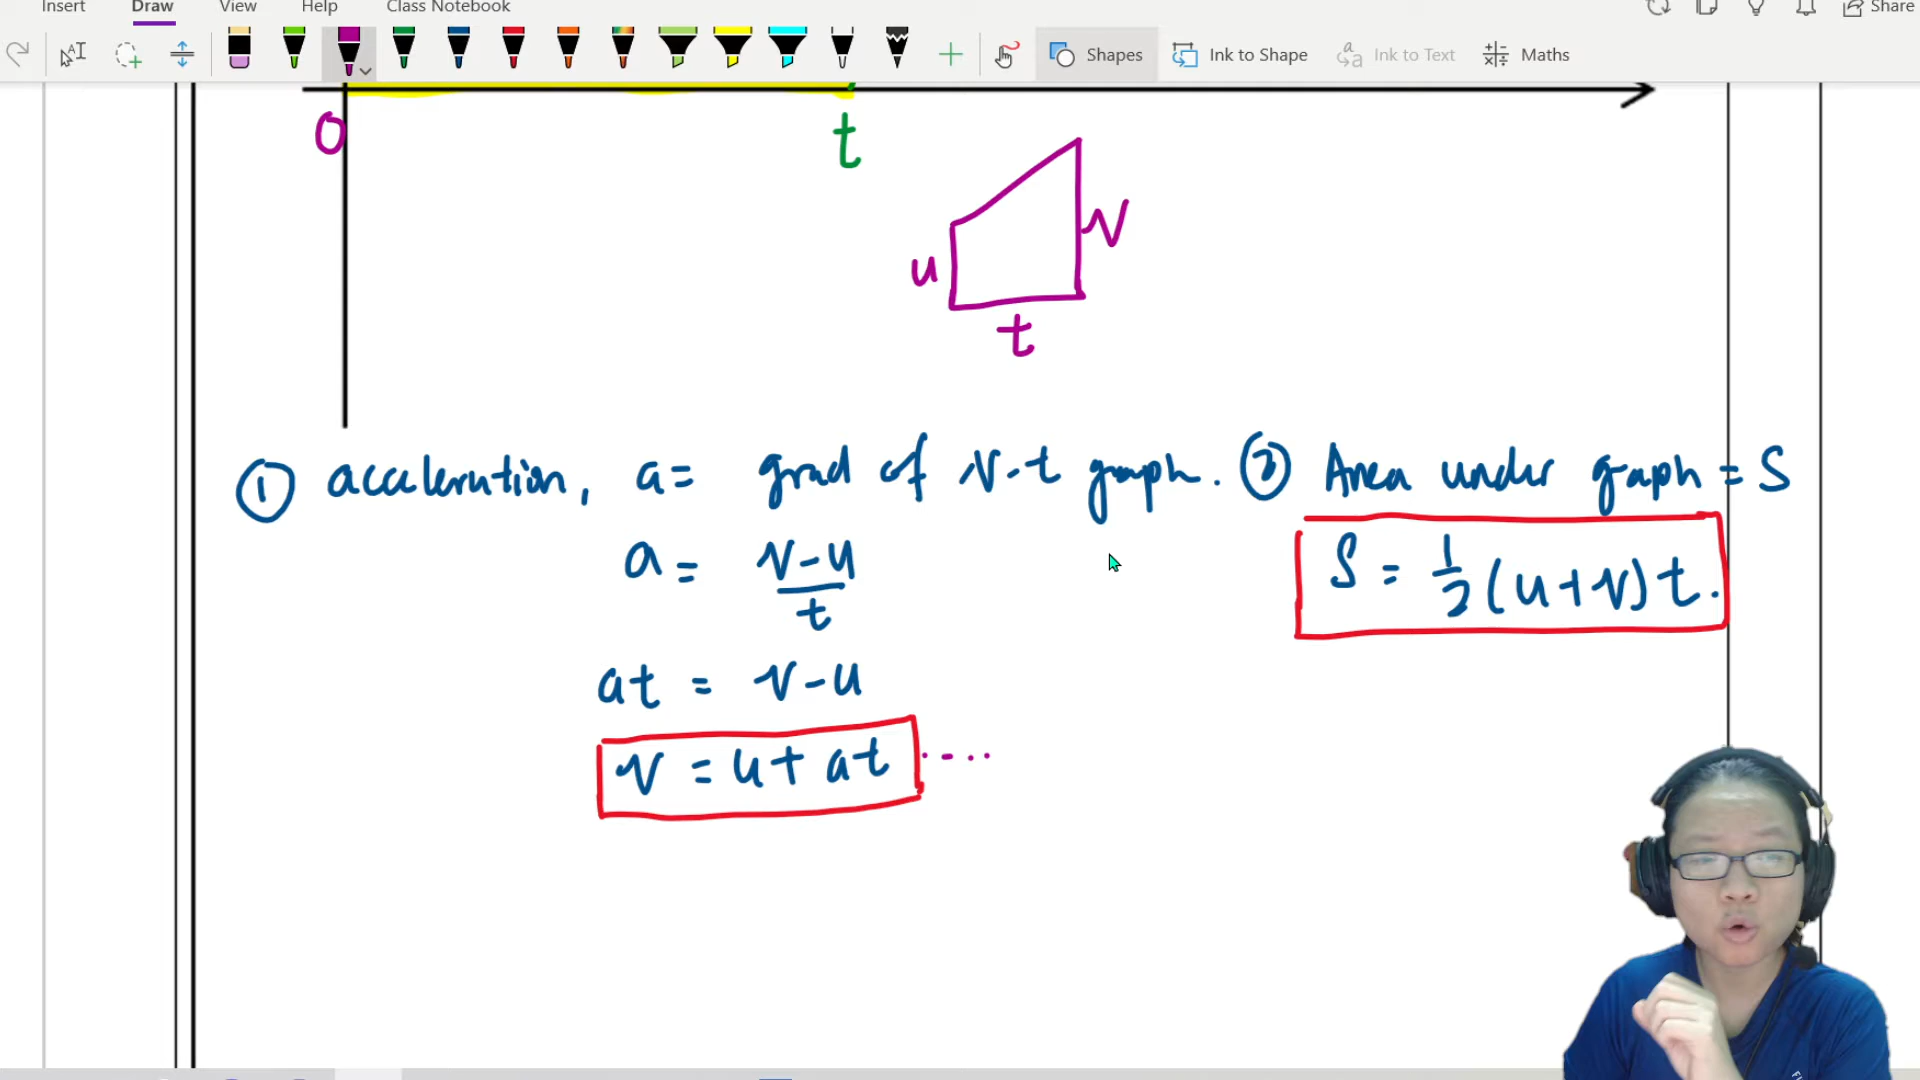 Insert Draw View Help Class Notebook Share
Shapes Ink to Shape Ink to Text Maths
0 t
u v
t
① acceleration, a = grad of v-t graph. ② Area under graph = S
a = v-u/t
S = 1/2 (u+v)t.
at = v-u
v = u + at ....